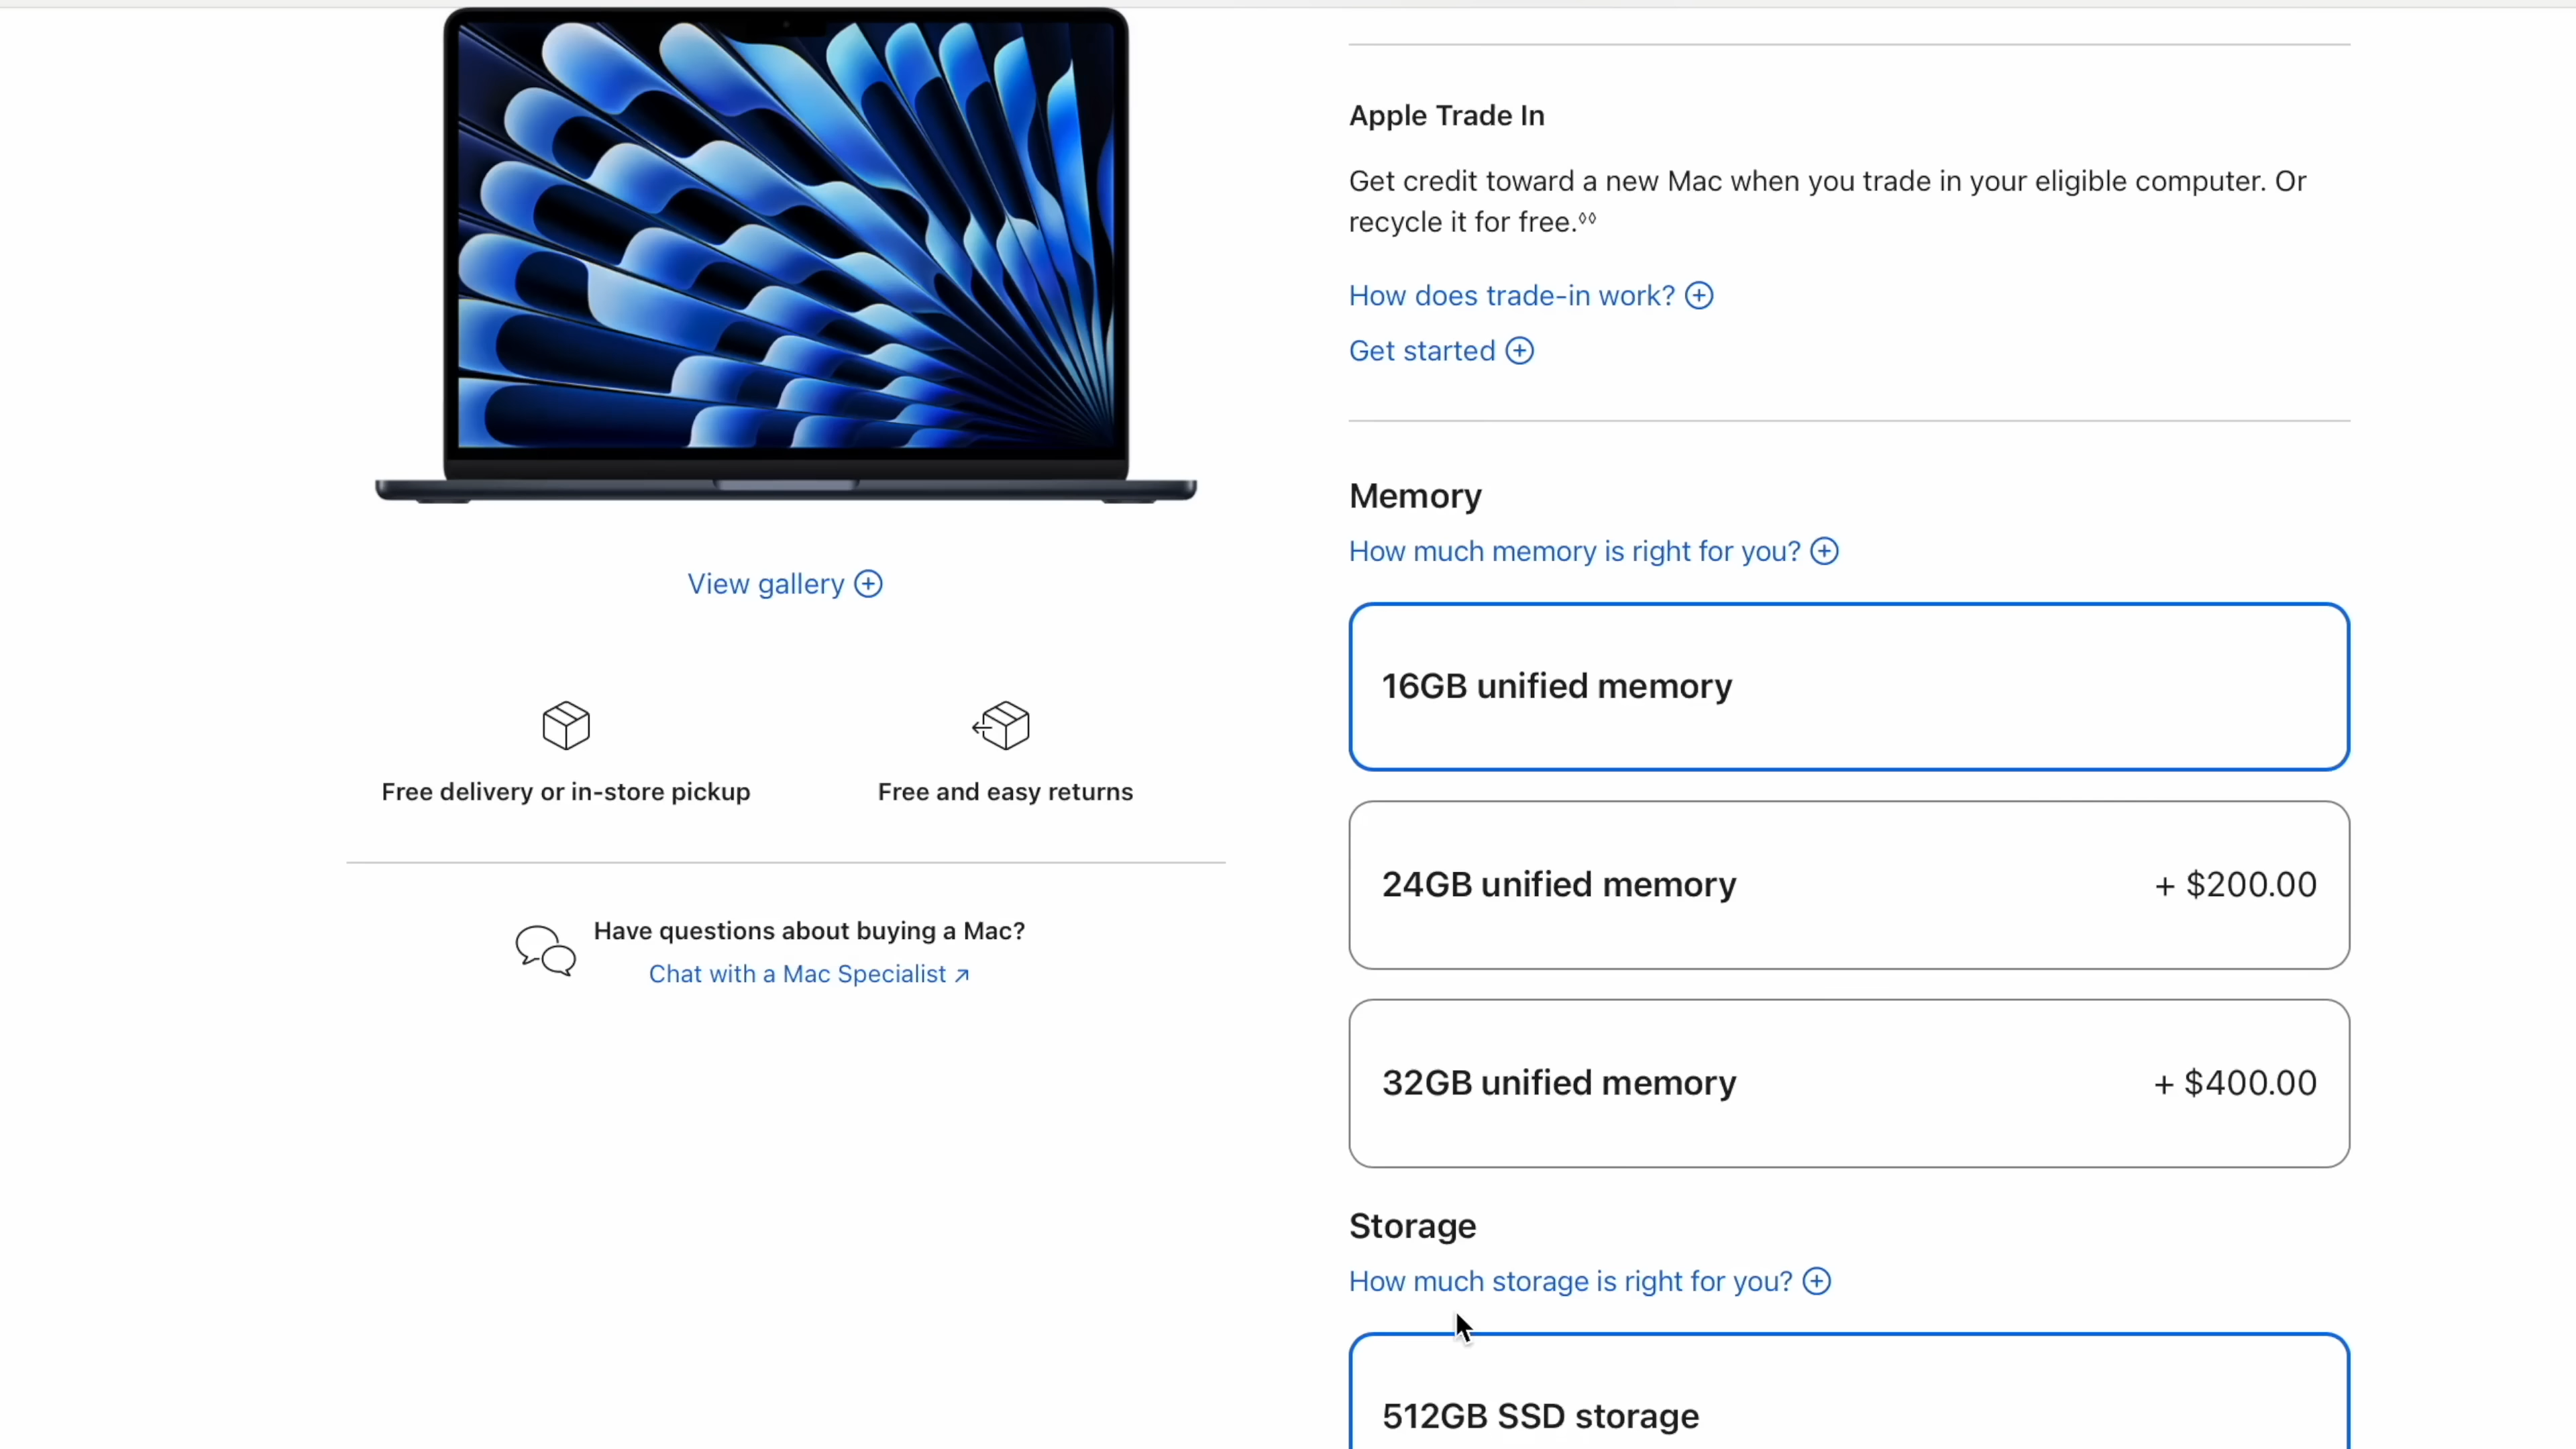 View gallery
Free delivery or in-store pickup
Free and easy returns
Have questions about buying a Mac?
Chat with a Mac Specialist ↗
Apple Trade In
Get credit toward a new Mac when you trade in your eligible computer. Or
recycle it for free.◊◊
How does trade-in work?
Get started
Memory
How much memory is right for you?
16GB unified memory
24GB unified memory + $200.00
32GB unified memory + $400.00
Storage
How much storage is right for you?
512GB SSD storage